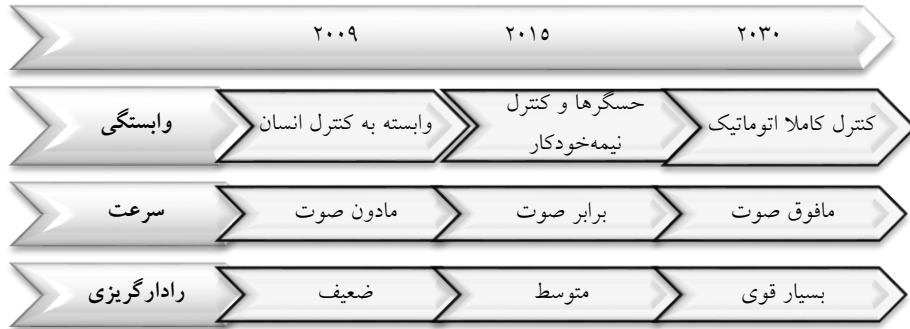 ۲۰۰۹ ۲۰۱۵ ۲۰۳۰
وابستگی
وابسته به کنترل انسان
حسگرها و کنترل
نیمه‌خودکار
کنترل کاملا اتوماتیک
سرعت
مادون صوت
برابر صوت
مافوق صوت
رادارگریزی
ضعیف
متوسط
بسیار قوی